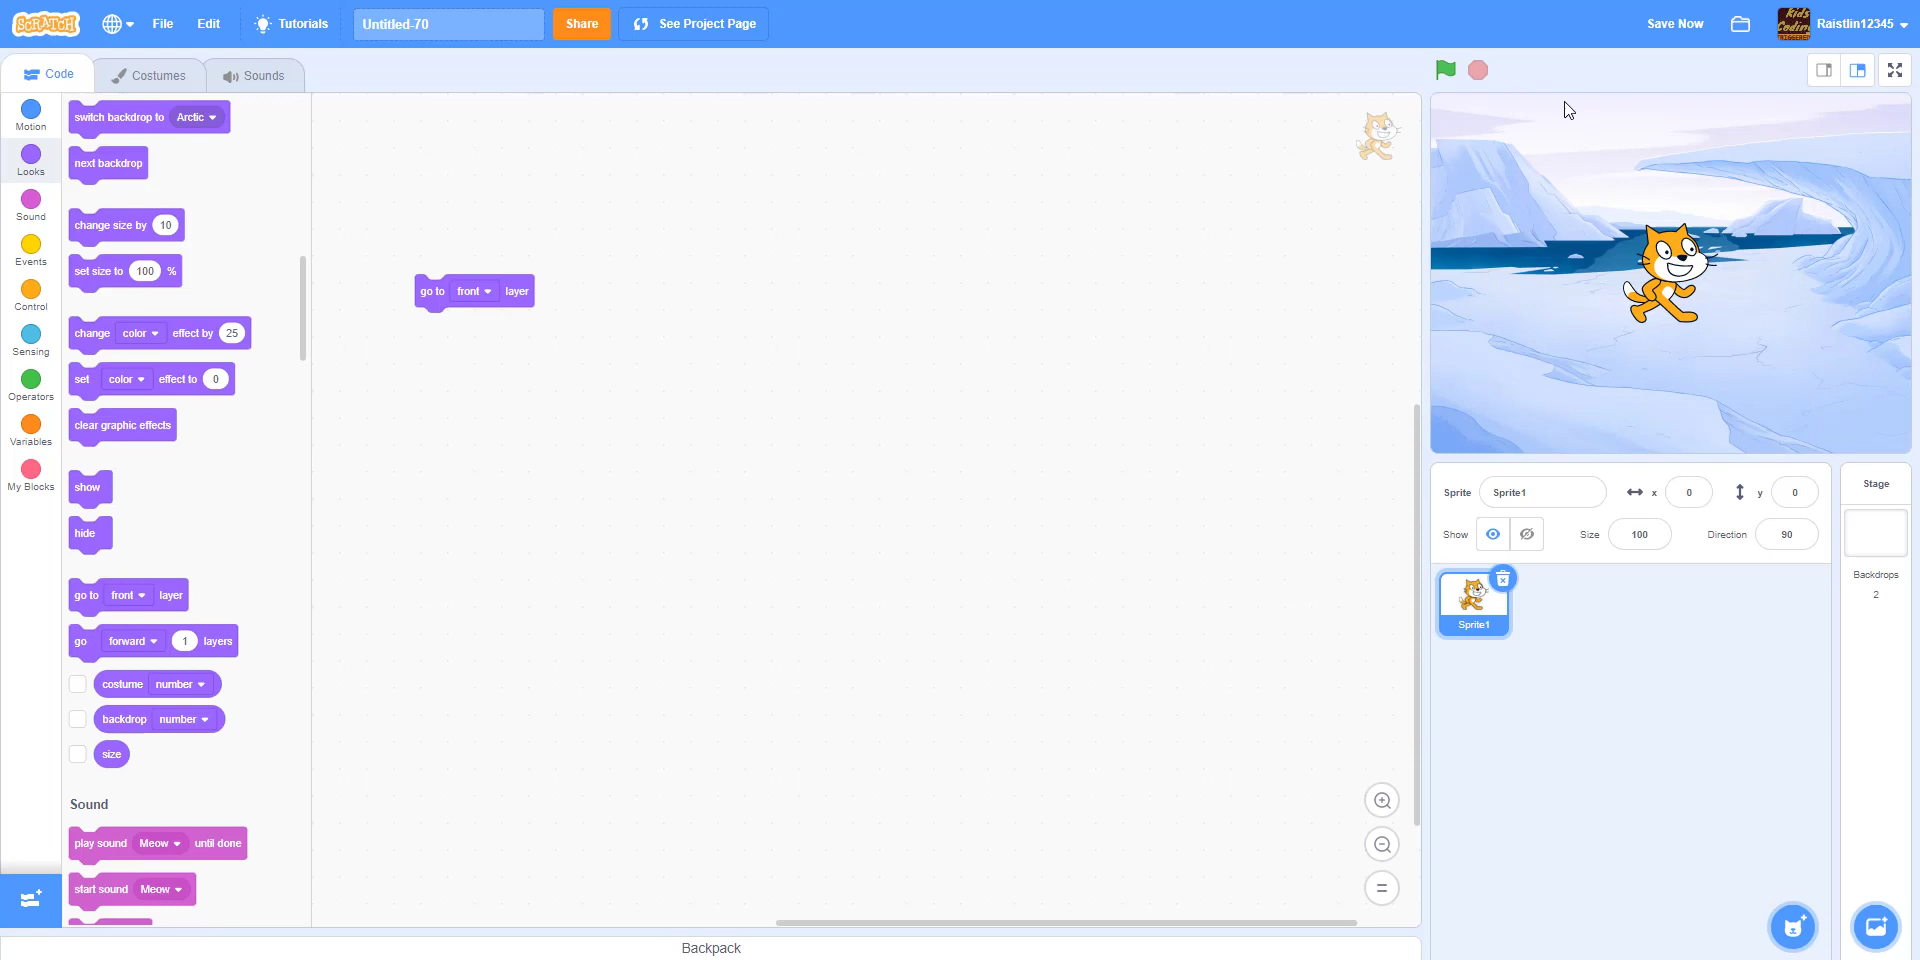 SCRATCH
File
Edit
Tutorials
Untitled-70
Share
See Project Page
Save Now
Raistlin12345
Code
Costumes
Sounds
Motion
Looks
Sound
Events
Control
Sensing
Operators
Variables
My Blocks
switch backdrop to Arctic
next backdrop
change size by 10
set size to 100 %
change color effect by 25
set color effect to 0
clear graphic effects
show
hide
go to front layer
go forward 1 layers
costume number
backdrop number
size
Sound
play sound Meow until done
start sound Meow
go to front layer
Sprite Sprite1 x 0 y 0
Show Size 100 Direction 90
Sprite1
Stage
Backdrops
2
Backpack